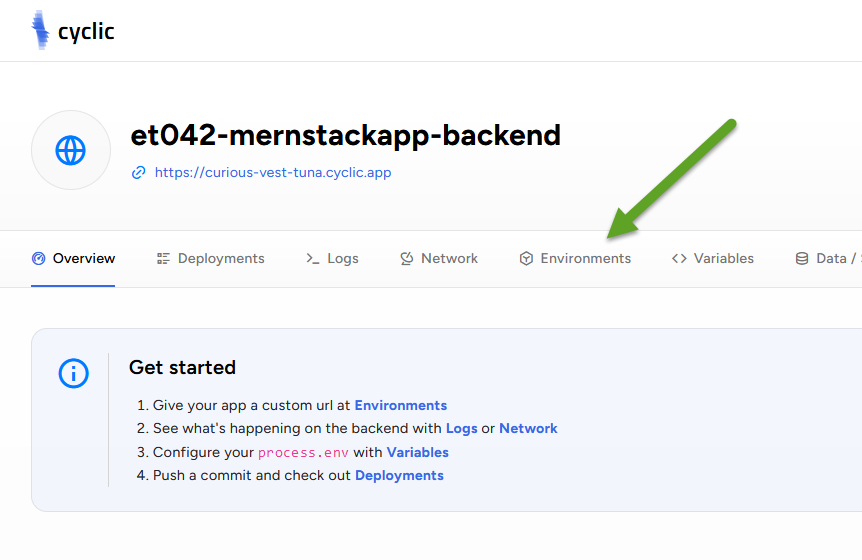 cyclic
et042-mernstackapp-backend
https://curious-vest-tuna.cyclic.app
Overview Deployments Logs Network Environments Variables Data /
Get started
1. Give your app a custom url at Environments
2. See what's happening on the backend with Logs or Network
3. Configure your process.env with Variables
4. Push a commit and check out Deployments